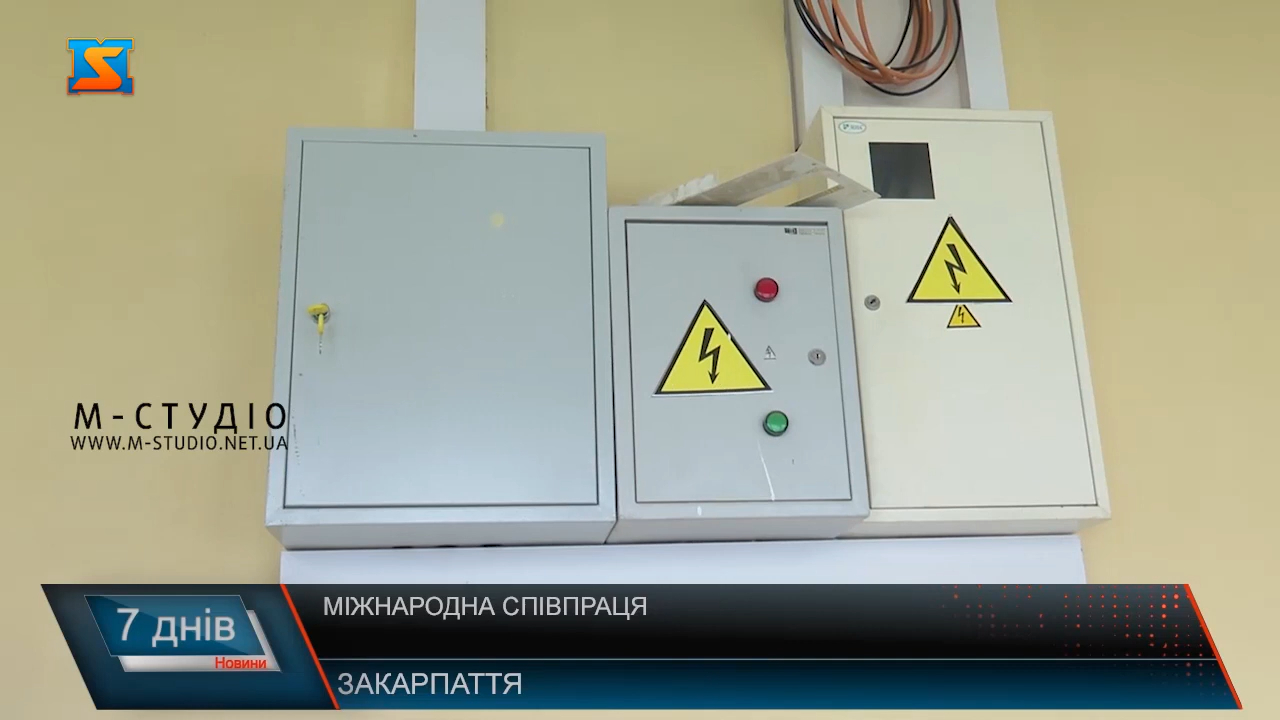 М-СТУДІО
WWW.M-STUDIO.NET.UA
7 днів
Новини
МІЖНАРОДНА СПІВПРАЦЯ
ЗАКАРПАТТЯ